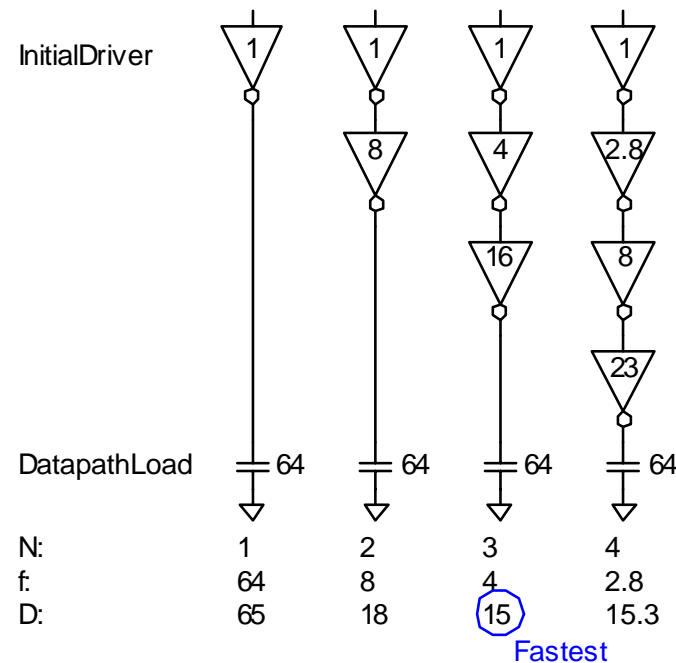 InitialDriver 1 1 1 1
8 4 2.8
16 8
23
DatapathLoad 64 64 64 64
N: 1 2 3 4
f: 64 8 4 2.8
D: 65 18 15 15.3
Fastest